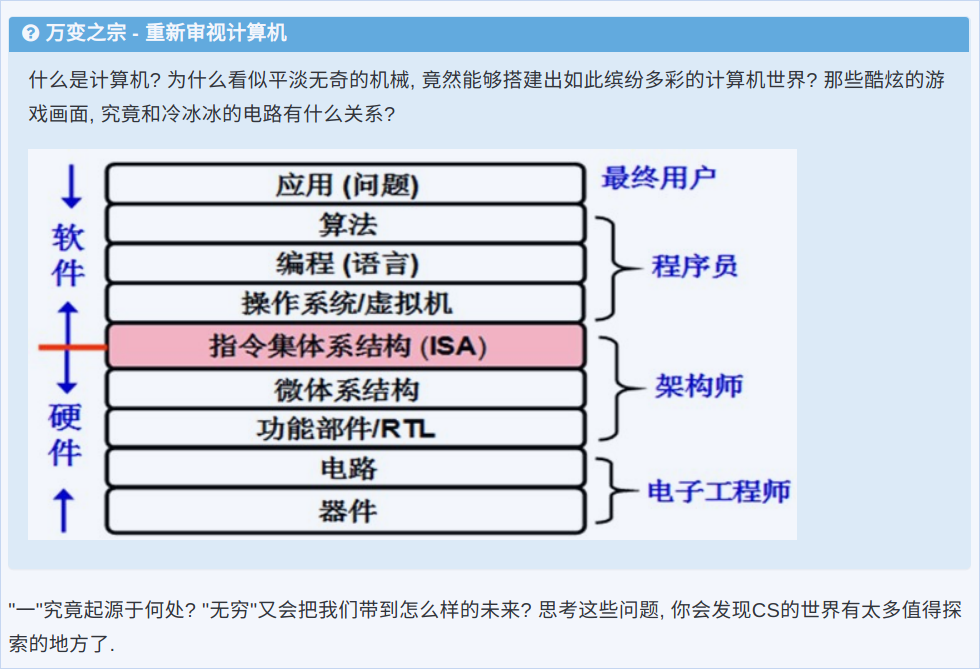 万变之宗 - 重新审视计算机
什么是计算机? 为什么看似平淡无奇的机械, 竟然能够搭建出如此缤纷多彩的计算机世界? 那些酷炫的游
戏画面, 究竟和冷冰冰的电路有什么关系?
应用 (问题)
最终用户
软件
算法
编程 (语言)
程序员
操作系统/虚拟机
指令集体系结构 (ISA)
微体系结构
架构师
硬件
功能部件/RTL
电路
电子工程师
器件
"一"究竟起源于何处? "无穷"又会把我们带到怎么样的未来? 思考这些问题, 你会发现CS的世界有太多值得探
索的地方了.